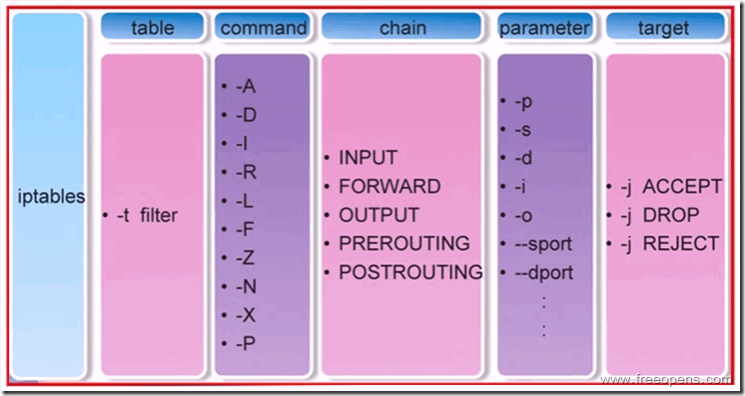 table command chain parameter target
iptables
• -t filter
• -A
• -D
• -I
• -R
• -L
• -F
• -Z
• -N
• -X
• -P
• INPUT
• FORWARD
• OUTPUT
• PREROUTING
• POSTROUTING
• -p
• -s
• -d
• -i
• -o
• --sport
• --dport
:
:
• -j ACCEPT
• -j DROP
• -j REJECT
www.freeopens.com